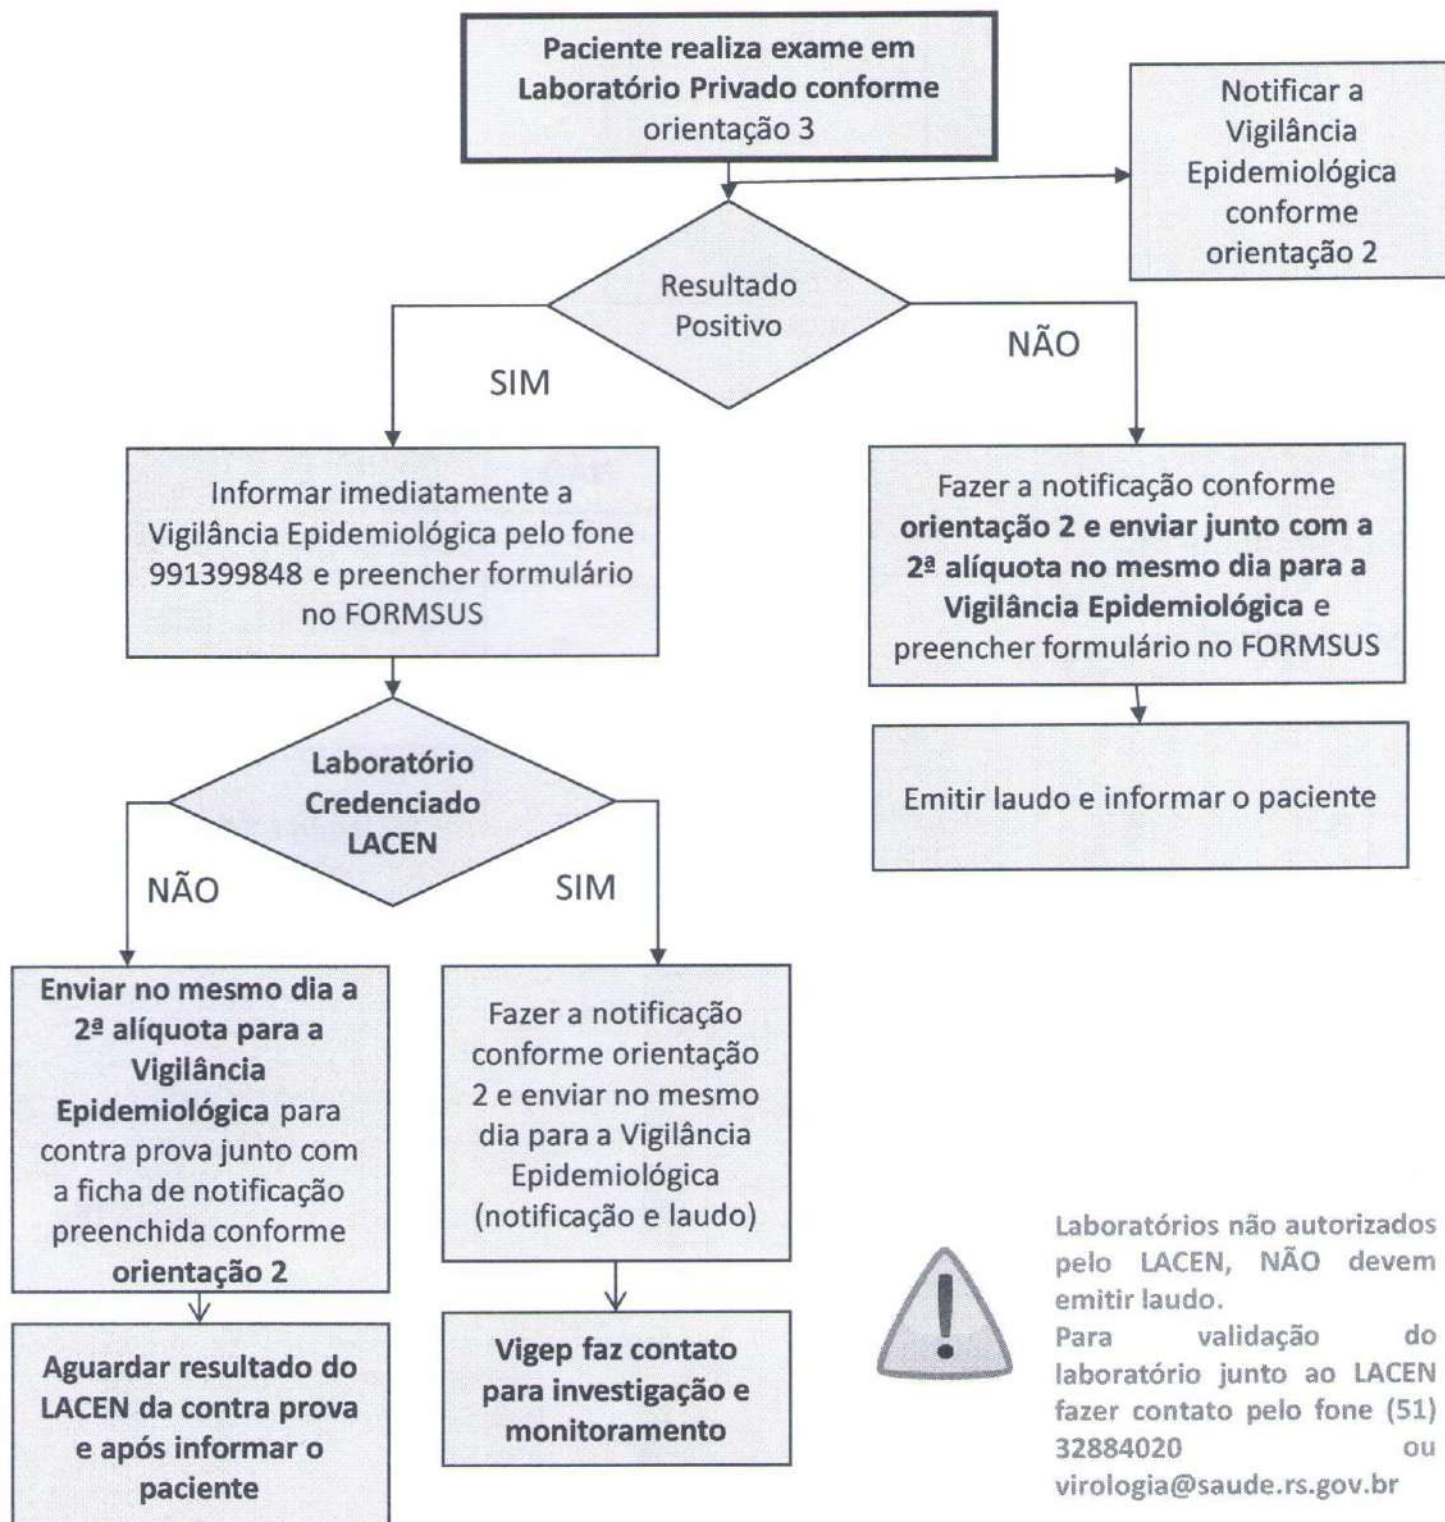 Paciente realiza exame em
Laboratório Privado conforme
orientação 3
Notificar a
Vigilância
Epidemiológica
conforme
orientação 2
Resultado
Positivo
SIM
NÃO
Informar imediatamente a
Vigilância Epidemiológica pelo fone
991399848 e preencher formulário
no FORMSUS
Fazer a notificação conforme
orientação 2 e enviar junto com a
2ª alíquota no mesmo dia para a
Vigilância Epidemiológica e
preencher formulário no FORMSUS
Laboratório
Credenciado
LACEN
Emitir laudo e informar o paciente
NÃO
SIM
Enviar no mesmo dia a
2ª alíquota para a
Vigilância
Epidemiológica para
contra prova junto com
a ficha de notificação
preenchida conforme
orientação 2
Fazer a notificação
conforme orientação
2 e enviar no mesmo
dia para a Vigilância
Epidemiológica
(notificação e laudo)
Aguardar resultado do
LACEN da contra prova
e após informar o
paciente
Vigep faz contato
para investigação e
monitoramento
Laboratórios não autorizados
pelo LACEN, NÃO devem
emitir laudo.
Para validação do
laboratório junto ao LACEN
fazer contato pelo fone (51)
32884020 ou
virologia@saude.rs.gov.br